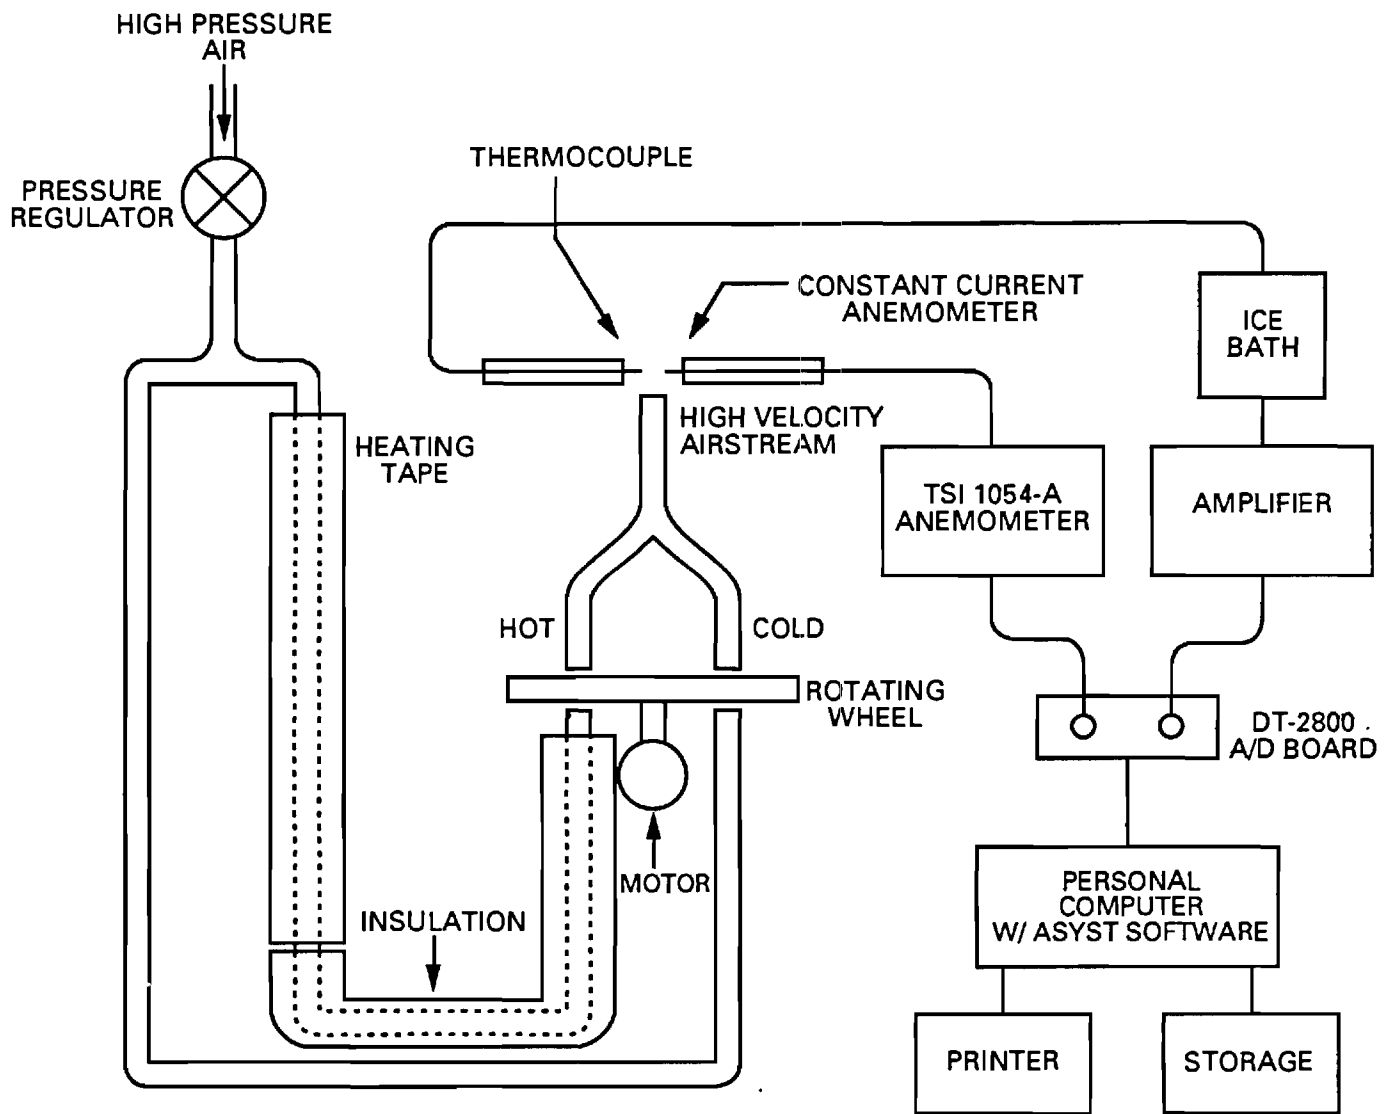 HIGH PRESSURE
AIR
PRESSURE
REGULATOR
THERMOCOUPLE
CONSTANT CURRENT
ANEMOMETER
ICE
BATH
HEATING
TAPE
HIGH VELOCITY
AIRSTREAM
TSI 1054-A
ANEMOMETER
AMPLIFIER
HOT
COLD
ROTATING
WHEEL
DT-2800
A/D BOARD
MOTOR
INSULATION
PERSONAL
COMPUTER
W/ ASYST SOFTWARE
PRINTER
STORAGE